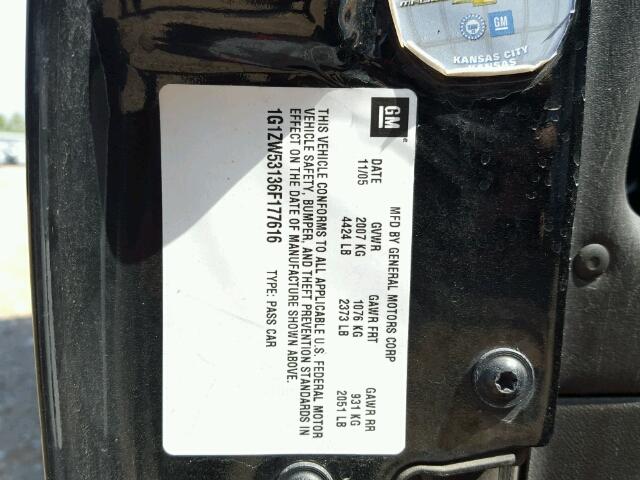 GM
MFD BY GENERAL MOTORS CORP
DATE GVWR GAWR FRT GAWR RR
11/05 2007 KG 1076 KG 931 KG
4424 LB 2373 LB 2051 LB
THIS VEHICLE CONFORMS TO ALL APPLICABLE U.S. FEDERAL MOTOR
VEHICLE SAFETY, BUMPER, AND THEFT PREVENTION STANDARDS IN
EFFECT ON THE DATE OF MANUFACTURE SHOWN ABOVE.
1G1ZW53136F177616 TYPE: PASS CAR
GM
KANSAS CITY
KANSAS